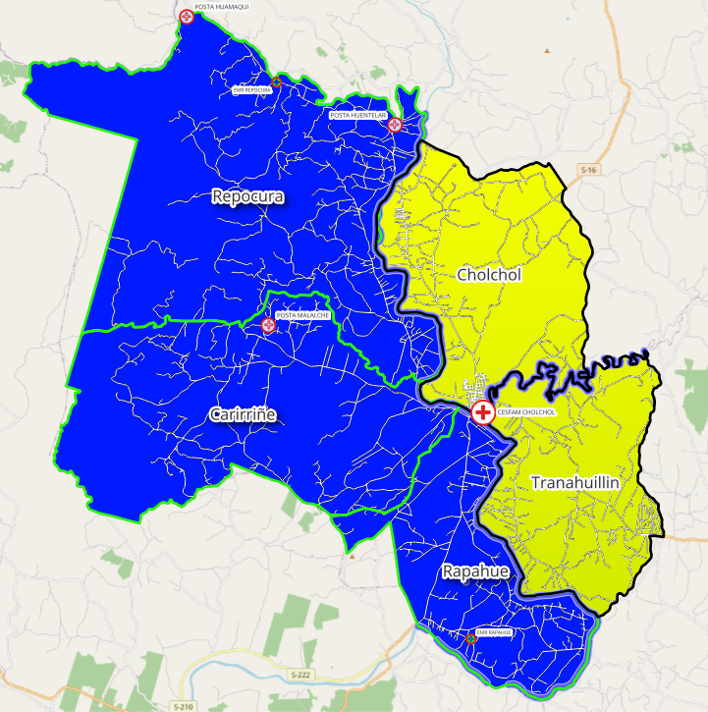 POSTA HUAMAQUI
EMR REPOCURA
POSTA HUENTELAR
S-16
Repocura
Cholchol
POSTA MALALCHE
Carirriñe
CESFAM CHOLCHOL
Tranahuillin
Rapahue
EMR RAPAHUE
S-222
S-210